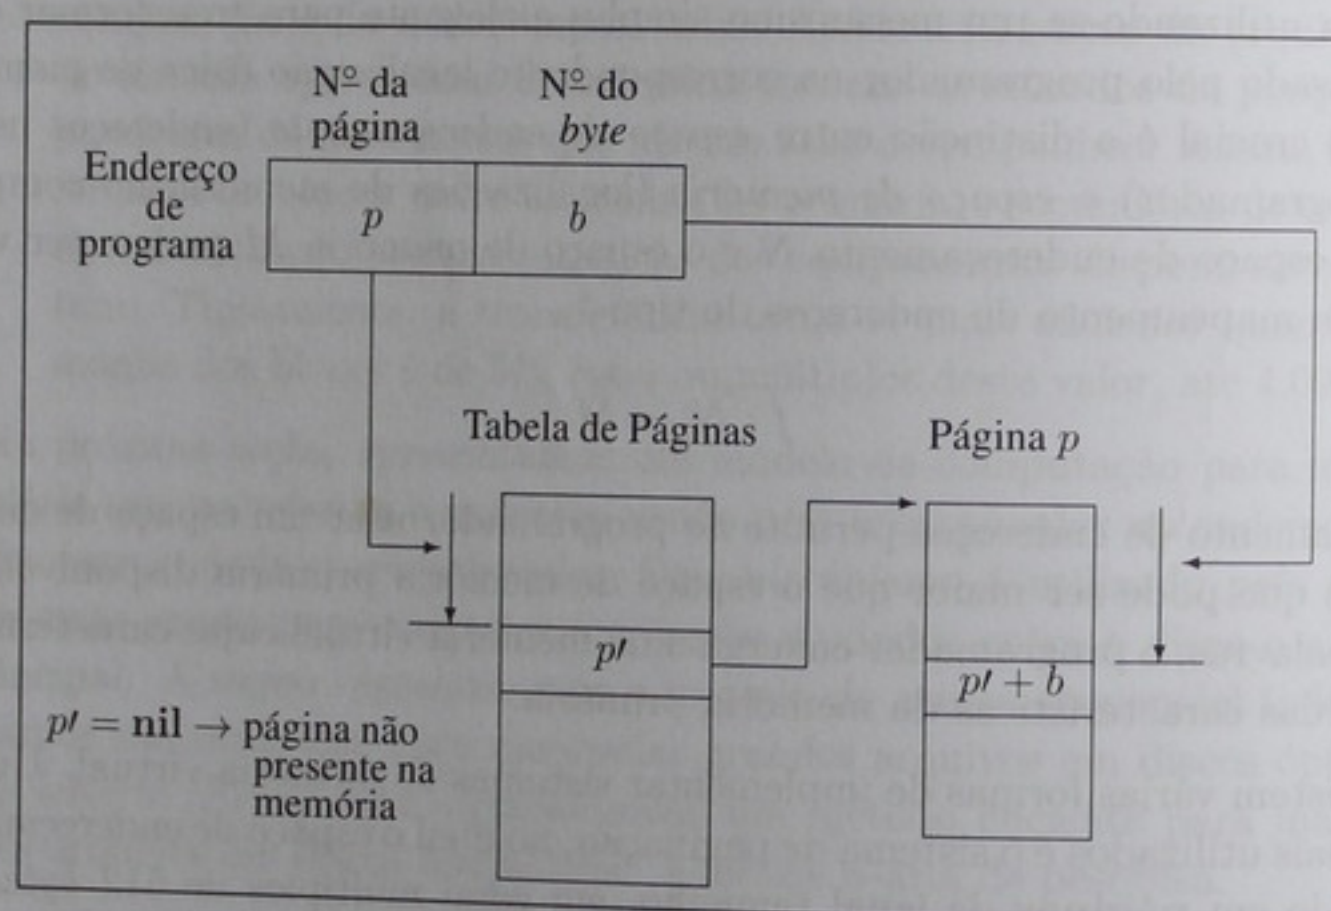 Nº da
página
Nº do
byte
Endereço
de
programa
p
b
Tabela de Páginas
Página p
p′
p′ + b
p′ = nil → página não
presente na
memória